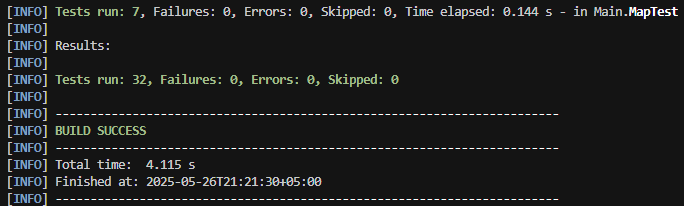 [INFO] Tests run: 7, Failures: 0, Errors: 0, Skipped: 0, Time elapsed: 0.144 s - in Main.MapTest
[INFO]
[INFO] Results:
[INFO]
[INFO] Tests run: 32, Failures: 0, Errors: 0, Skipped: 0
[INFO]
[INFO] ------------------------------------------------------------------------
[INFO] BUILD SUCCESS
[INFO] ------------------------------------------------------------------------
[INFO] Total time:  4.115 s
[INFO] Finished at: 2025-05-26T21:21:30+05:00
[INFO] ------------------------------------------------------------------------